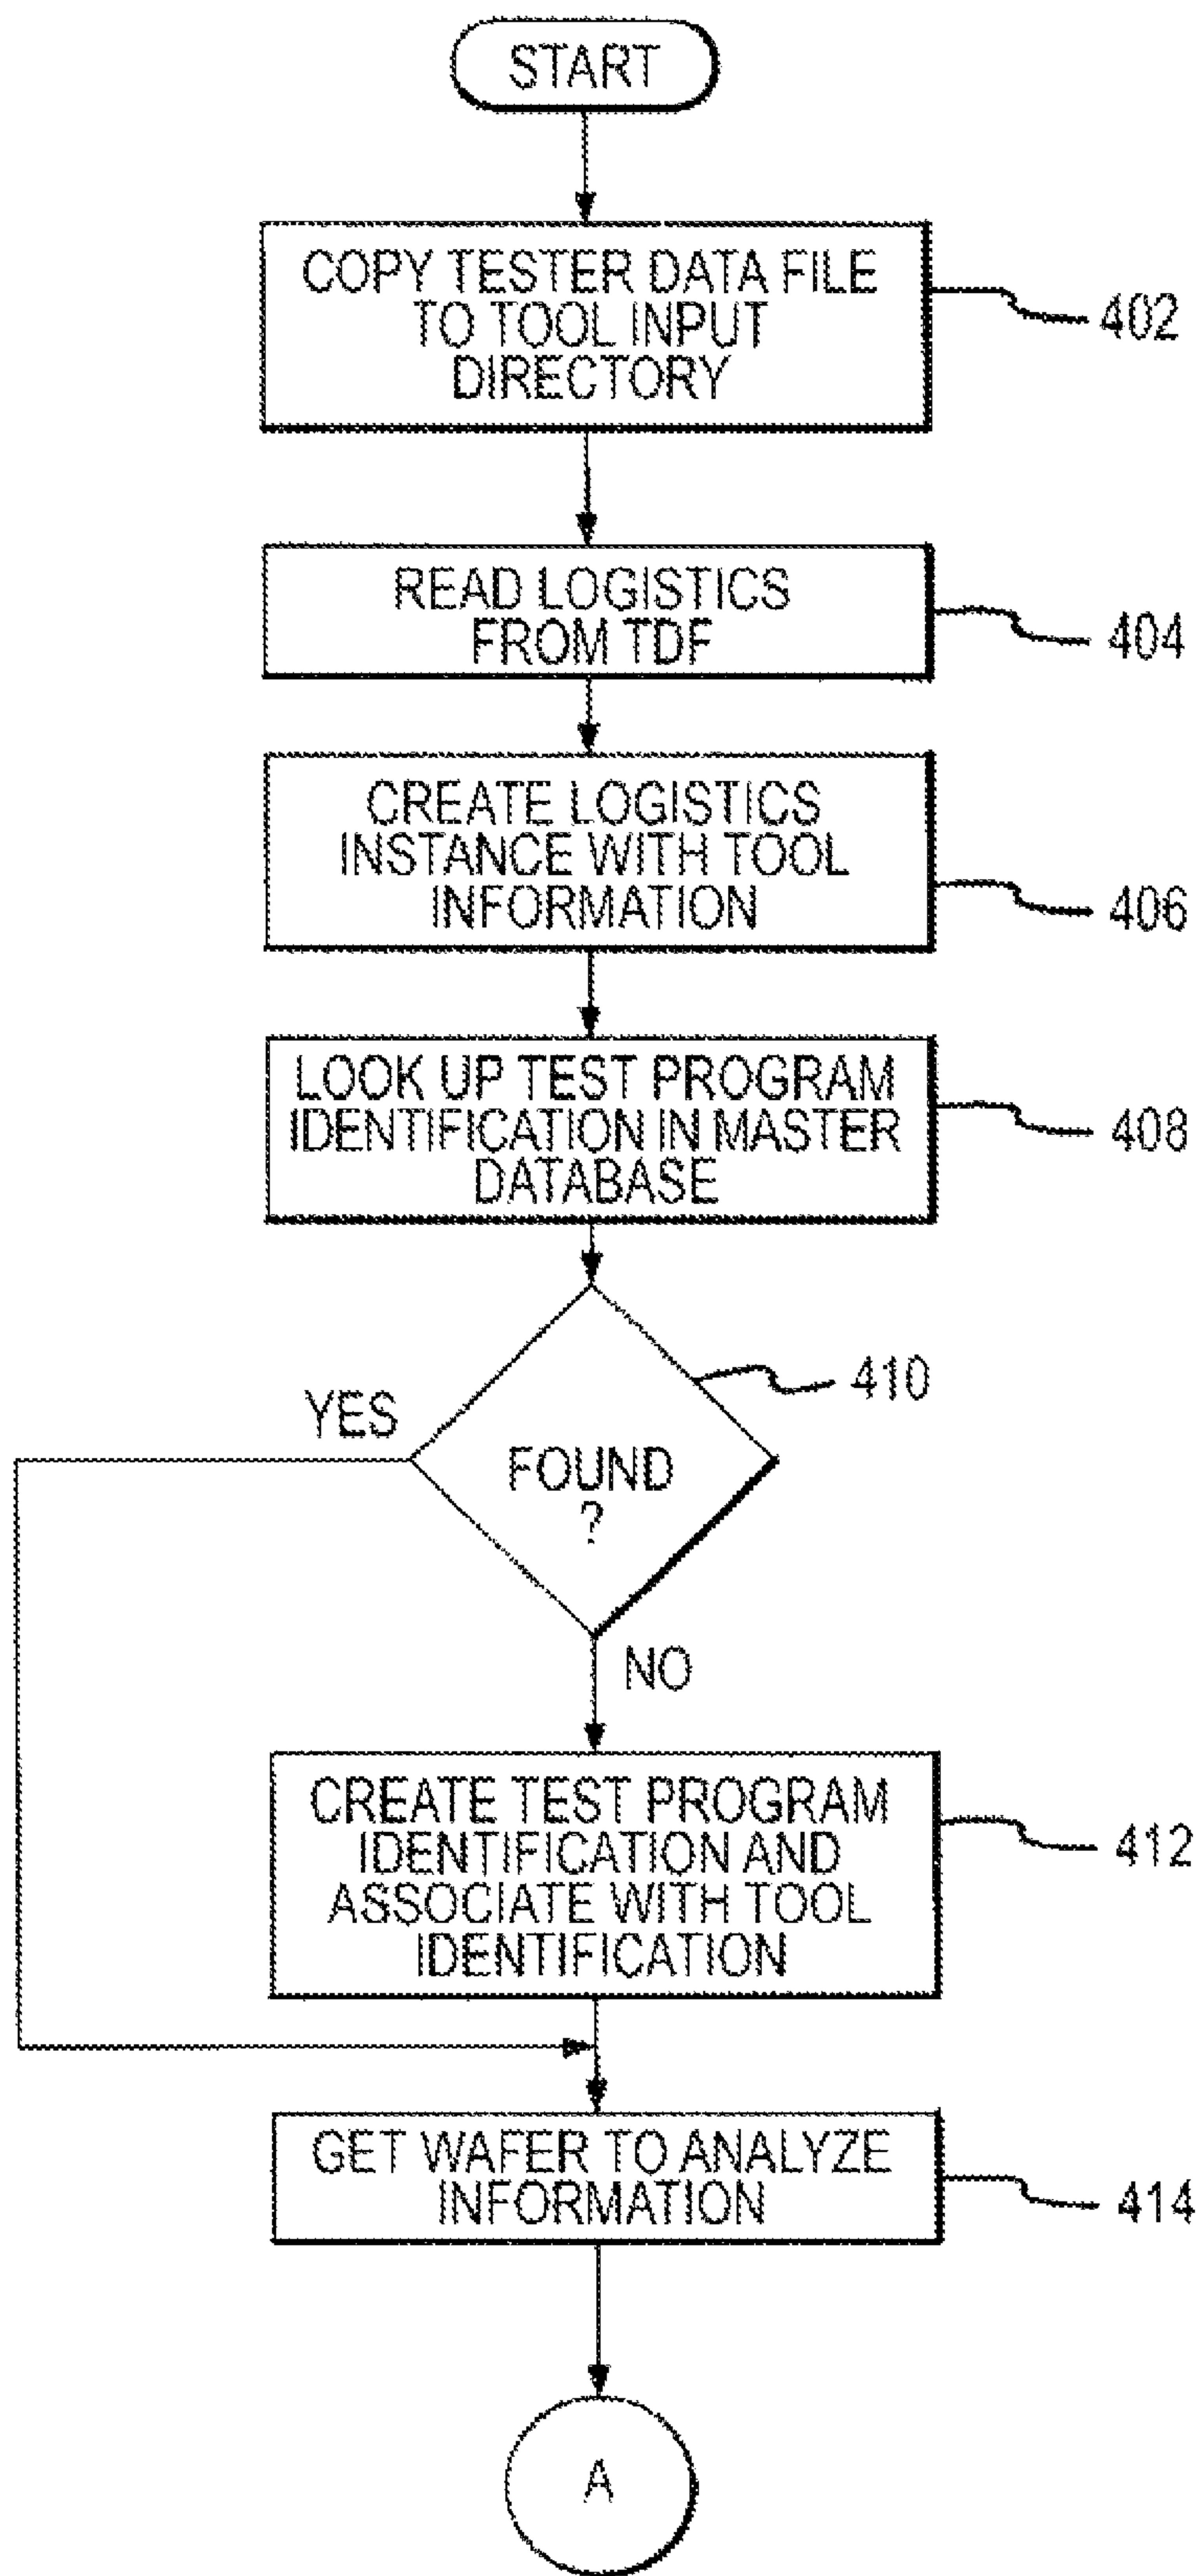 START
COPY TESTER DATA FILE
TO TOOL INPUT
DIRECTORY
402
READ LOGISTICS
FROM TDF
404
CREATE LOGISTICS
INSTANCE WITH TOOL
INFORMATION
406
LOOK UP TEST PROGRAM
IDENTIFICATION IN MASTER
DATABASE
408
410
YES
FOUND
?
NO
CREATE TEST PROGRAM
IDENTIFICATION AND
ASSOCIATE WITH TOOL
IDENTIFICATION
412
GET WAFER TO ANALYZE
INFORMATION
414
A